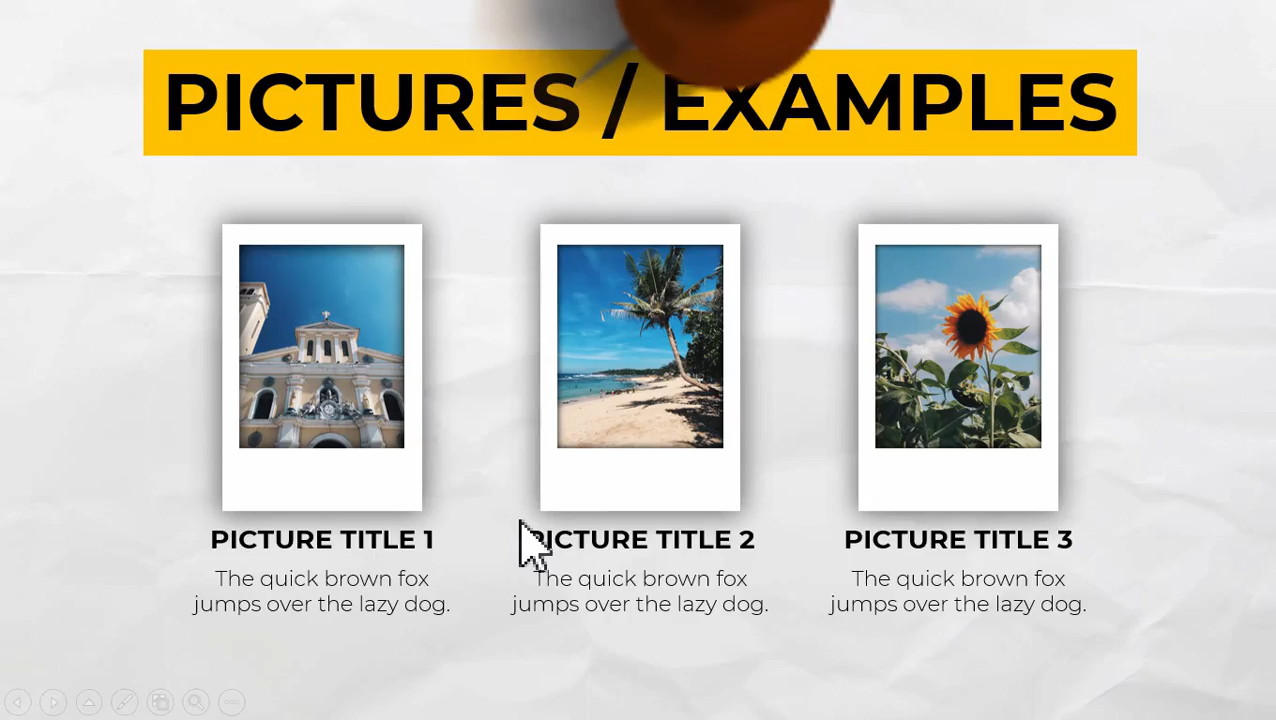 PICTURES / EXAMPLES
PICTURE TITLE 1
The quick brown fox
jumps over the lazy dog.
PICTURE TITLE 2
The quick brown fox
jumps over the lazy dog.
PICTURE TITLE 3
The quick brown fox
jumps over the lazy dog.